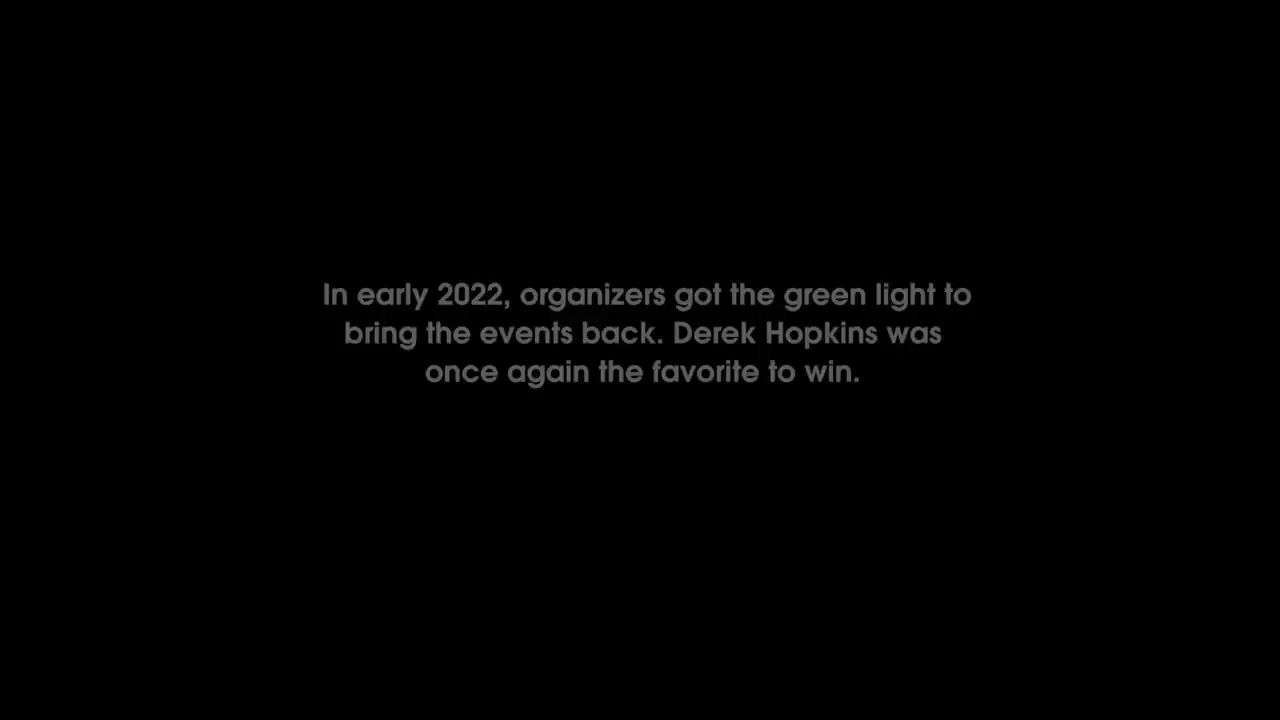 In early 2022, organizers got the green light to
bring the events back. Derek Hopkins was
once again the favorite to win.